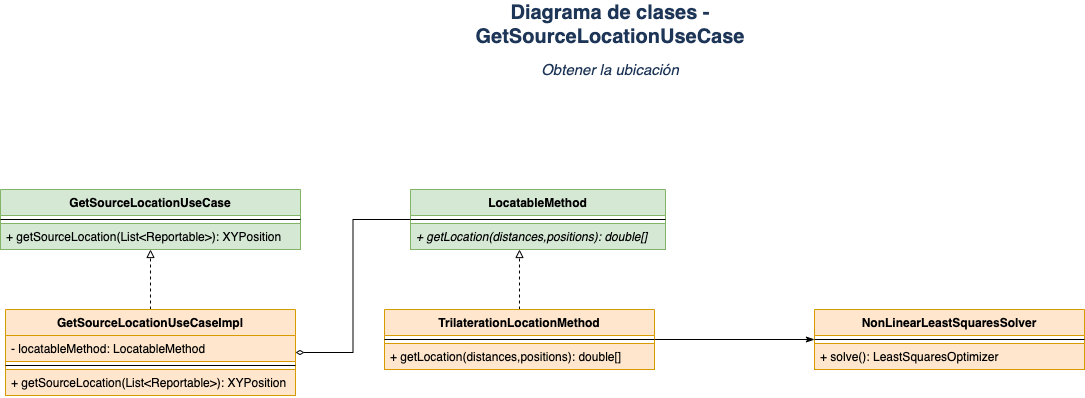 Diagrama de clases -
GetSourceLocationUseCase
Obtener la ubicación
GetSourceLocationUseCase
+ getSourceLocation(List<Reportable>): XYPosition
LocatableMethod
+ getLocation(distances,positions): double[]
GetSourceLocationUseCaseImpl
- locatableMethod: LocatableMethod
+ getSourceLocation(List<Reportable>): XYPosition
TrilaterationLocationMethod
+ getLocation(distances,positions): double[]
NonLinearLeastSquaresSolver
+ solve(): LeastSquaresOptimizer